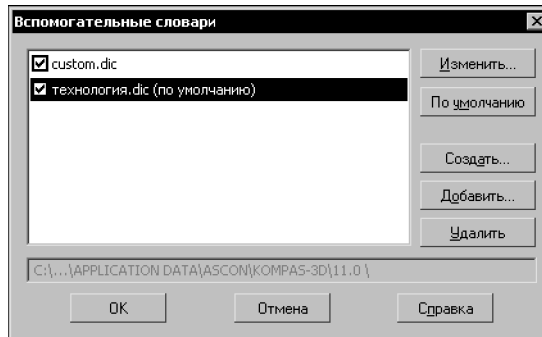 Вспомогательные словари
custom.dic
технология.dic (по умолчанию)
Изменить...
По умолчанию
Создать...
Добавить...
Удалить
C:\...\APPLICATION DATA\ASCON\KOMPAS-3D\11.0 \
OK
Отмена
Справка